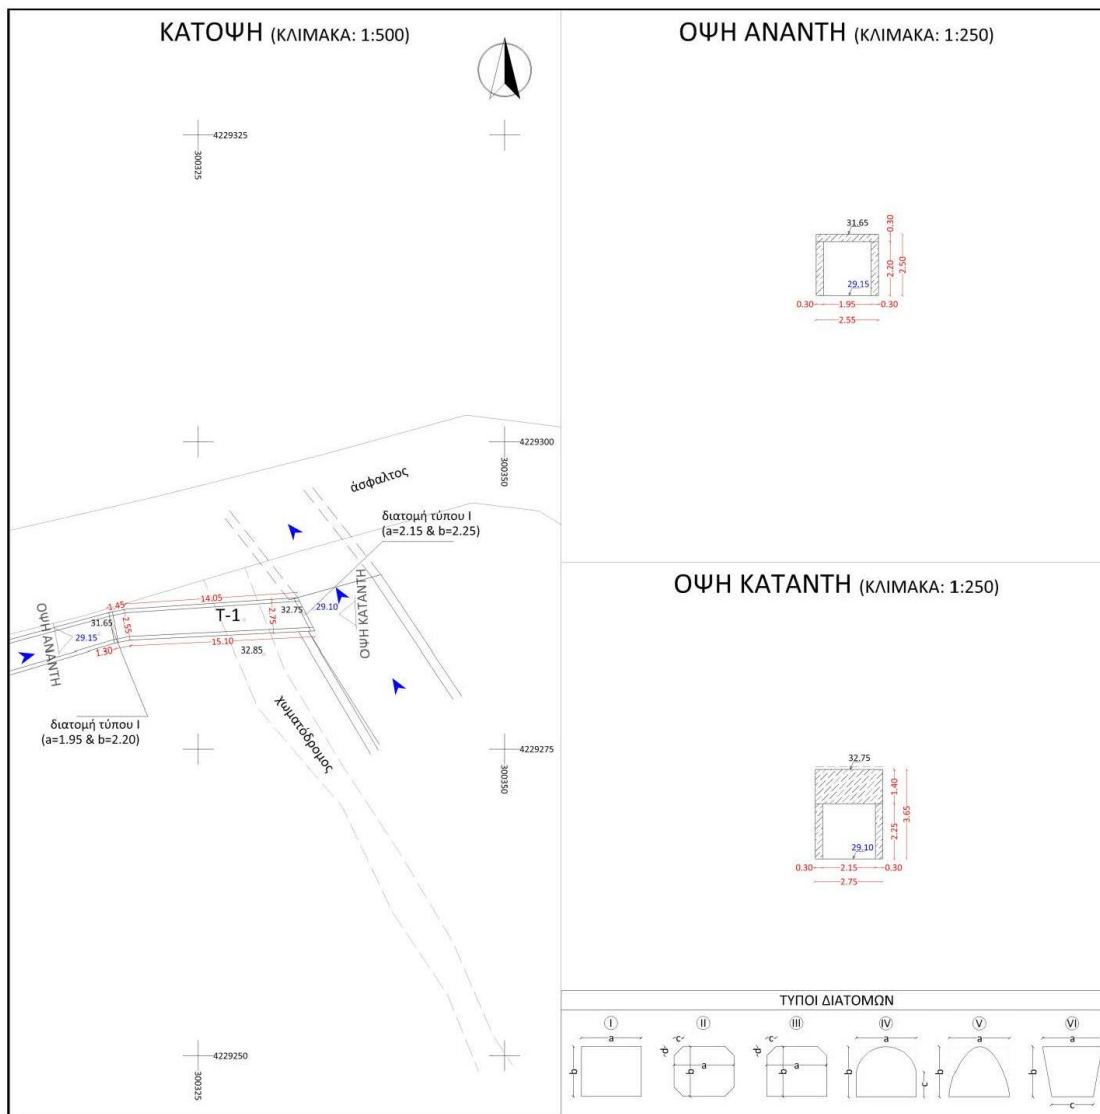 ΚΑΤΟΨΗ (ΚΛΙΜΑΚΑ: 1:500)
4229325
300325
4229300
300350
άσφαλτος
διατομή τύπου Ι
(a=2.15 & b=2.25)
ΟΨΗ ΑΝΑΝΤΗ
31.65
29.15
1.45
14.05
2.55
T-1
2.75
32.75
29.10
ΟΨΗ ΚΑΤΑΝΤΗ
1.30
15.10
32.85
διατομή τύπου Ι
(a=1.95 & b=2.20)
χωματόδρομος
4229275
300350
4229250
300325
ΟΨΗ ΑΝΑΝΤΗ (ΚΛΙΜΑΚΑ: 1:250)
31.65
0.30
2.20
2.50
29.15
0.30 1.95 0.30
2.55
ΟΨΗ ΚΑΤΑΝΤΗ (ΚΛΙΜΑΚΑ: 1:250)
32.75
1.40
3.65
2.25
29.10
0.30 2.15 0.30
2.75
ΤΥΠΟΙ ΔΙΑΤΟΜΩΝ
I II III IV V VI
a c c a a a
b d b a d b a b c b b c